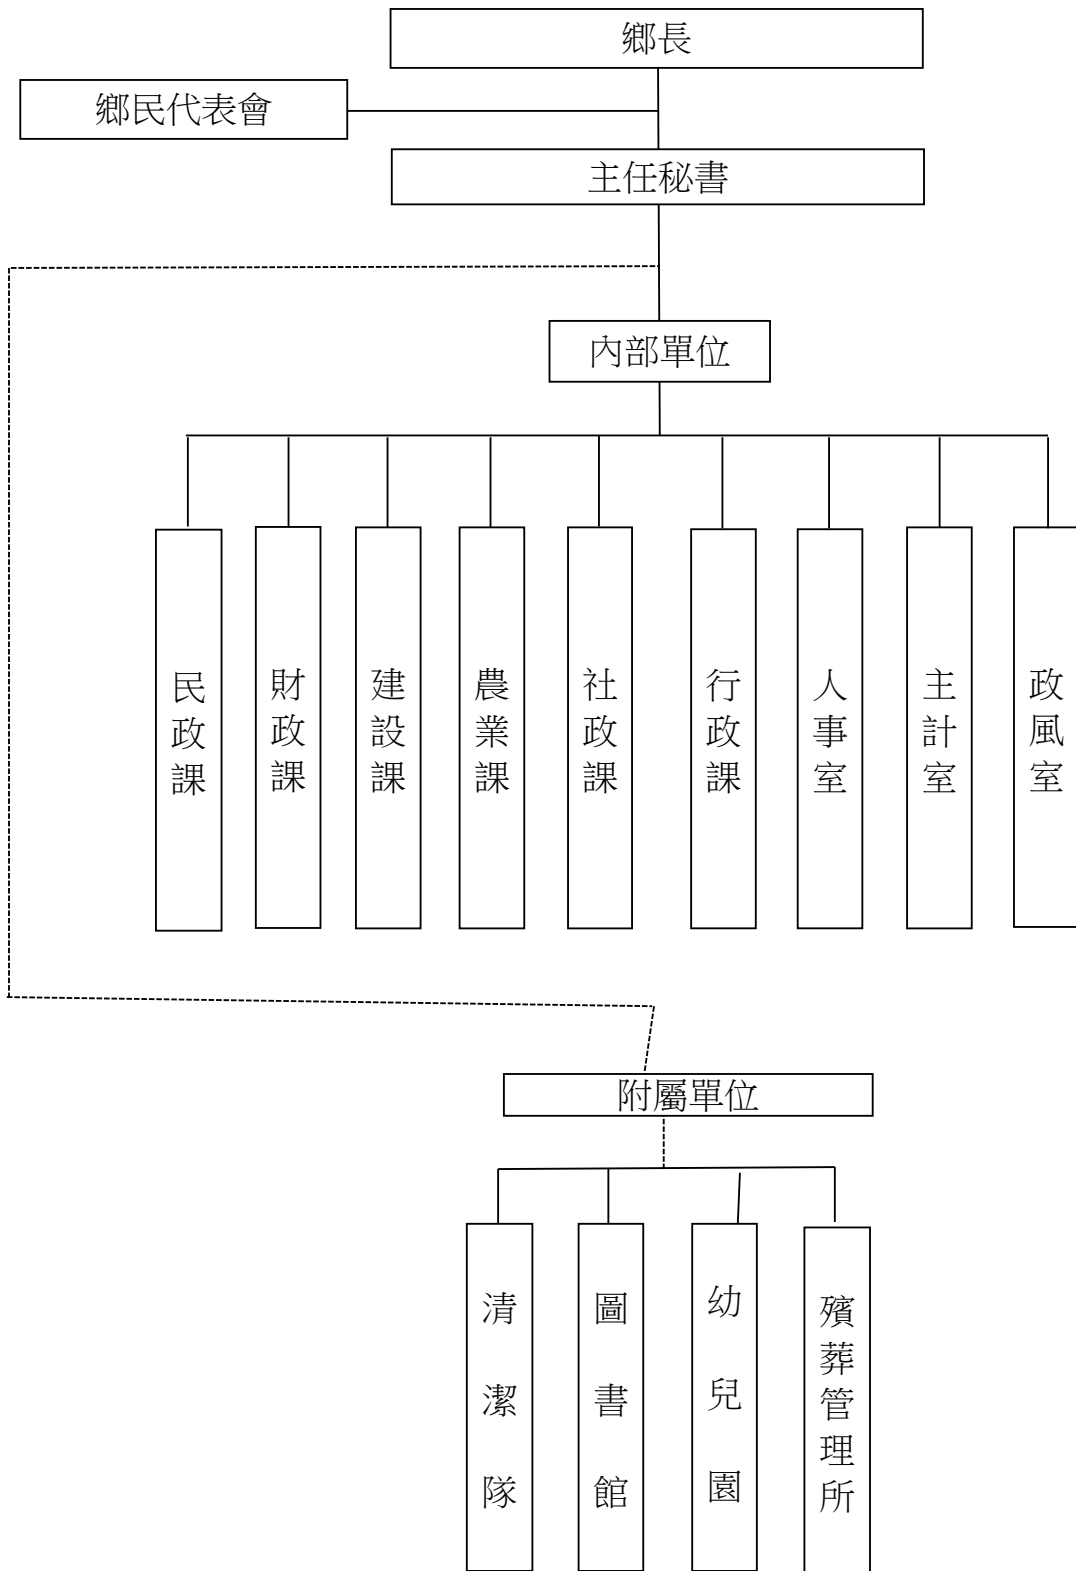 鄉長
鄉民代表會
主任秘書
內部單位
民政課
財政課
建設課
農業課
社政課
行政課
人事室
主計室
政風室
附屬單位
清潔隊
圖書館
幼兒園
殯葬管理所